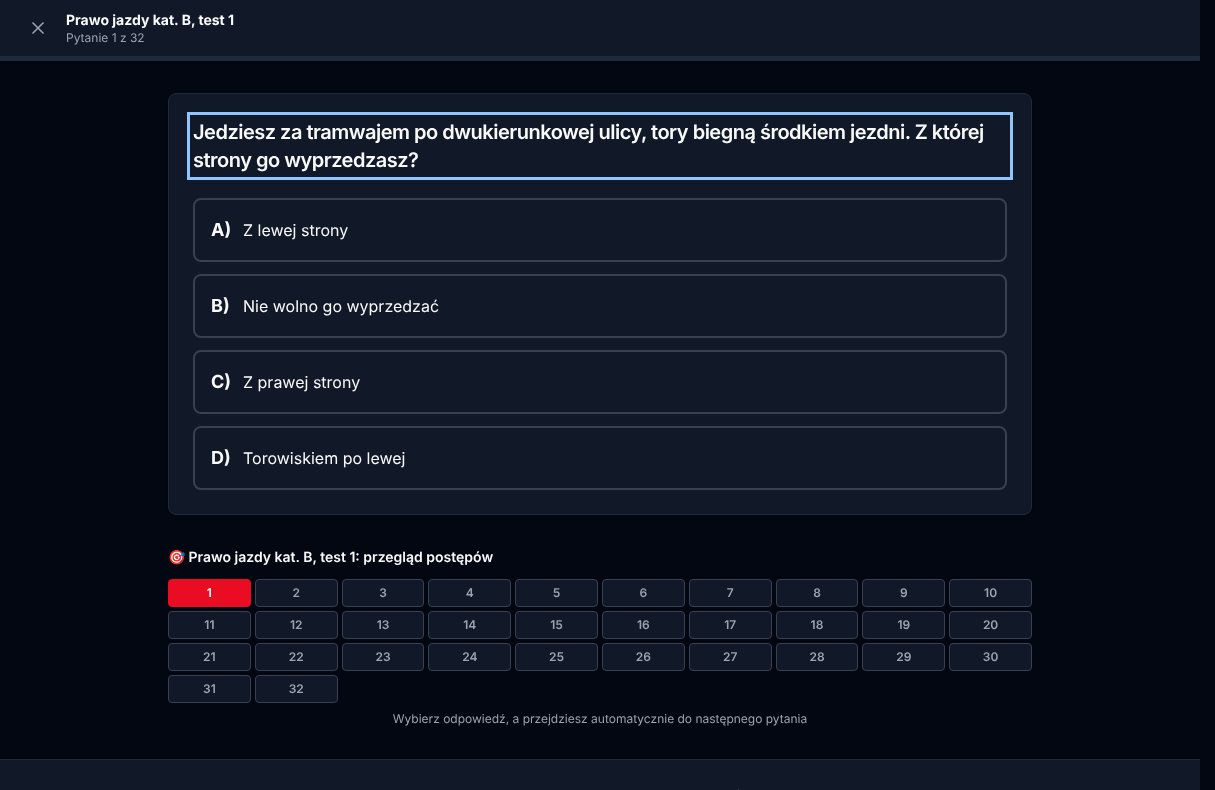 Prawo jazdy kat. B, test 1
Pytanie 1 z 32
Jedziesz za tramwajem po dwukierunkowej ulicy, tory biegną środkiem jezdni. Z której
strony go wyprzedzasz?
A) Z lewej strony
B) Nie wolno go wyprzedzać
C) Z prawej strony
D) Torowiskiem po lewej
🎯 Prawo jazdy kat. B, test 1: przegląd postępów
1 2 3 4 5 6 7 8 9 10
11 12 13 14 15 16 17 18 19 20
21 22 23 24 25 26 27 28 29 30
31 32
Wybierz odpowiedź, a przejdziesz automatycznie do następnego pytania